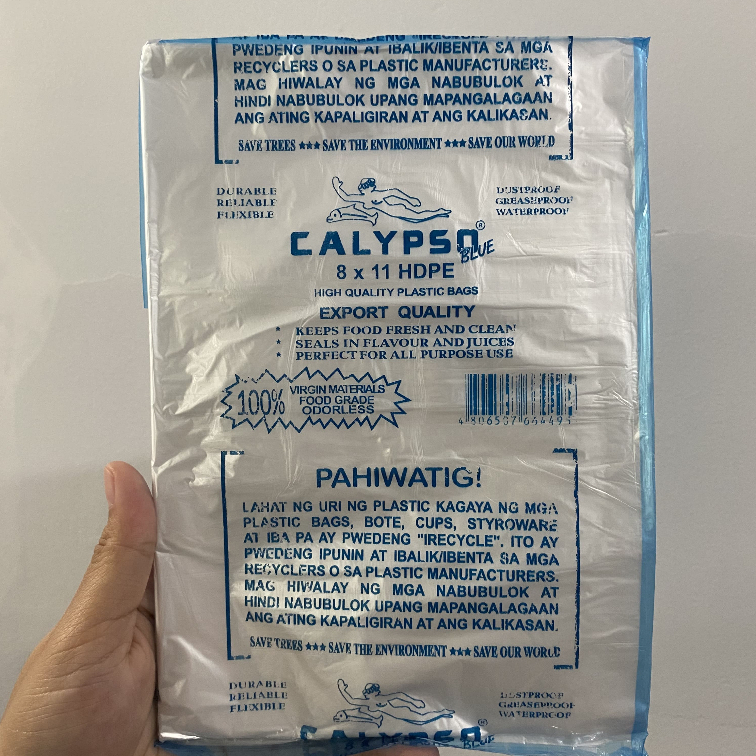 PWEDENG IPUNIN AT IBALIK/IBENTA SA MGA
RECYCLERS O SA PLASTIC MANUFACTURERS.
MAG HIWALAY NG MGA NABUBULOK AT
HINDI NABUBULOK UPANG MAPANGALAGAAN
ANG ATING KAPALIGIRAN AT ANG KALIKASAN.
SAVE TREES ★★★ SAVE THE ENVIRONMENT ★★★ SAVE OUR WORLD
DURABLE
RELIABLE
FLEXIBLE
DUSTPROOF
GREASEPROOF
WATERPROOF
CALYPSO®
BLUE
8 x 11 HDPE
HIGH QUALITY PLASTIC BAGS
EXPORT QUALITY
* KEEPS FOOD FRESH AND CLEAN
* SEALS IN FLAVOUR AND JUICES
* PERFECT FOR ALL PURPOSE USE
100% VIRGIN MATERIALS
FOOD GRADE
ODORLESS
PAHIWATIG!
LAHAT NG URI NG PLASTIC KAGAYA NG MGA
PLASTIC BAGS, BOTE, CUPS, STYROWARE
AT IBA PA AY PWEDENG "IRECYCLE". ITO AY
PWEDENG IPUNIN AT IBALIK/IBENTA SA MGA
RECYCLERS O SA PLASTIC MANUFACTURERS.
MAG HIWALAY NG MGA NABUBULOK AT
HINDI NABUBULOK UPANG MAPANGALAGAAN
ANG ATING KAPALIGIRAN AT ANG KALIKASAN.
SAVE TREES ★★★ SAVE THE ENVIRONMENT ★★★ SAVE OUR WORLD
DURABLE
RELIABLE
FLEXIBLE
DUSTPROOF
GREASEPROOF
WATERPROOF
CALYPSO®
BLUE